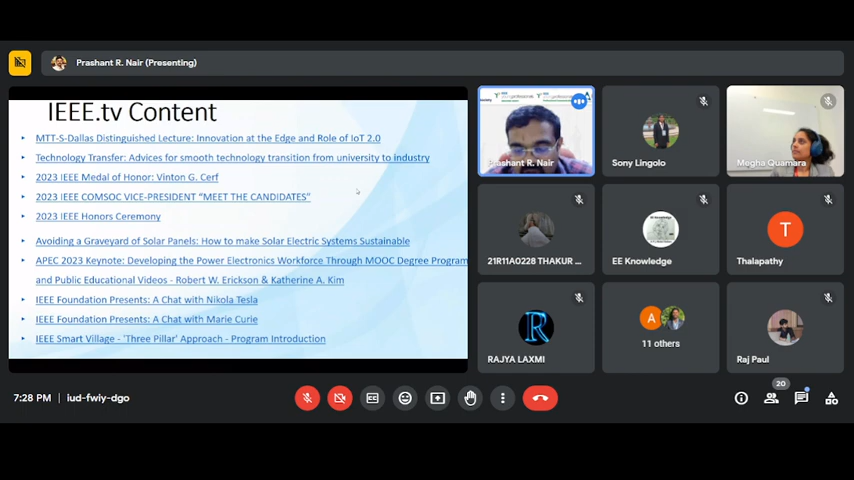 Prashant R. Nair (Presenting)
IEEE.tv Content
MTT-S-Dallas Distinguished Lecture: Innovation at the Edge and Role of IoT 2.0
Technology Transfer: Advices for smooth technology transition from university to industry
2023 IEEE Medal of Honor: Vinton G. Cerf
2023 IEEE COMSOC VICE-PRESIDENT “MEET THE CANDIDATES”
2023 IEEE Honors Ceremony
Avoiding a Graveyard of Solar Panels: How to make Solar Electric Systems Sustainable
APEC 2023 Keynote: Developing the Power Electronics Workforce Through MOOC Degree Program
and Public Educational Videos - Robert W. Erickson & Katherine A. Kim
IEEE Foundation Presents: A Chat with Nikola Tesla
IEEE Foundation Presents: A Chat with Marie Curie
IEEE Smart Village - 'Three Pillar' Approach - Program Introduction
Prashant R. Nair
Sony Lingolo
Megha Quamara
21R11A0228 THAKUR ...
EE Knowledge
T
Thalapathy
R
RAJYA LAXMI
A
11 others
Raj Paul
7:28 PM | iud-fwiy-dgo
20